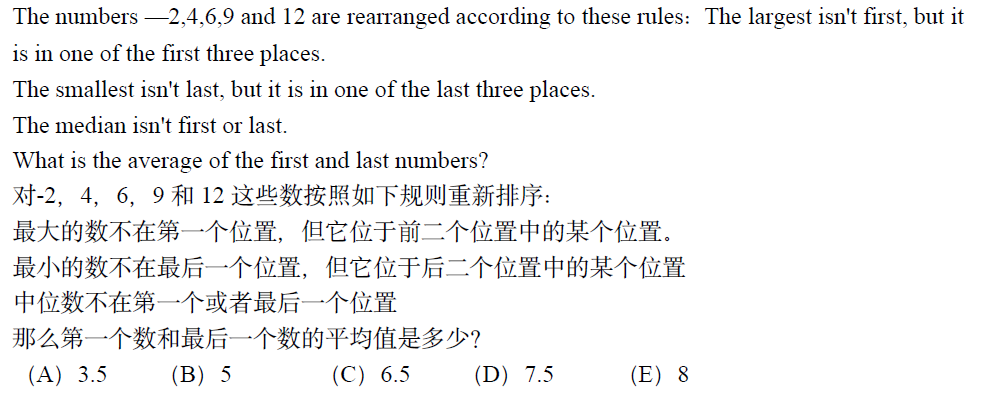 The numbers —2,4,6,9 and 12 are rearranged according to these rules：The largest isn't first, but it
is in one of the first three places.
The smallest isn't last, but it is in one of the last three places.
The median isn't first or last.
What is the average of the first and last numbers?
对-2，4，6，9 和 12 这些数按照如下规则重新排序：
最大的数不在第一个位置，但它位于前二个位置中的某个位置。
最小的数不在最后一个位置，但它位于后二个位置中的某个位置
中位数不在第一个或者最后一个位置
那么第一个数和最后一个数的平均值是多少?
（A）3.5 （B）5 （C）6.5 （D）7.5 （E）8